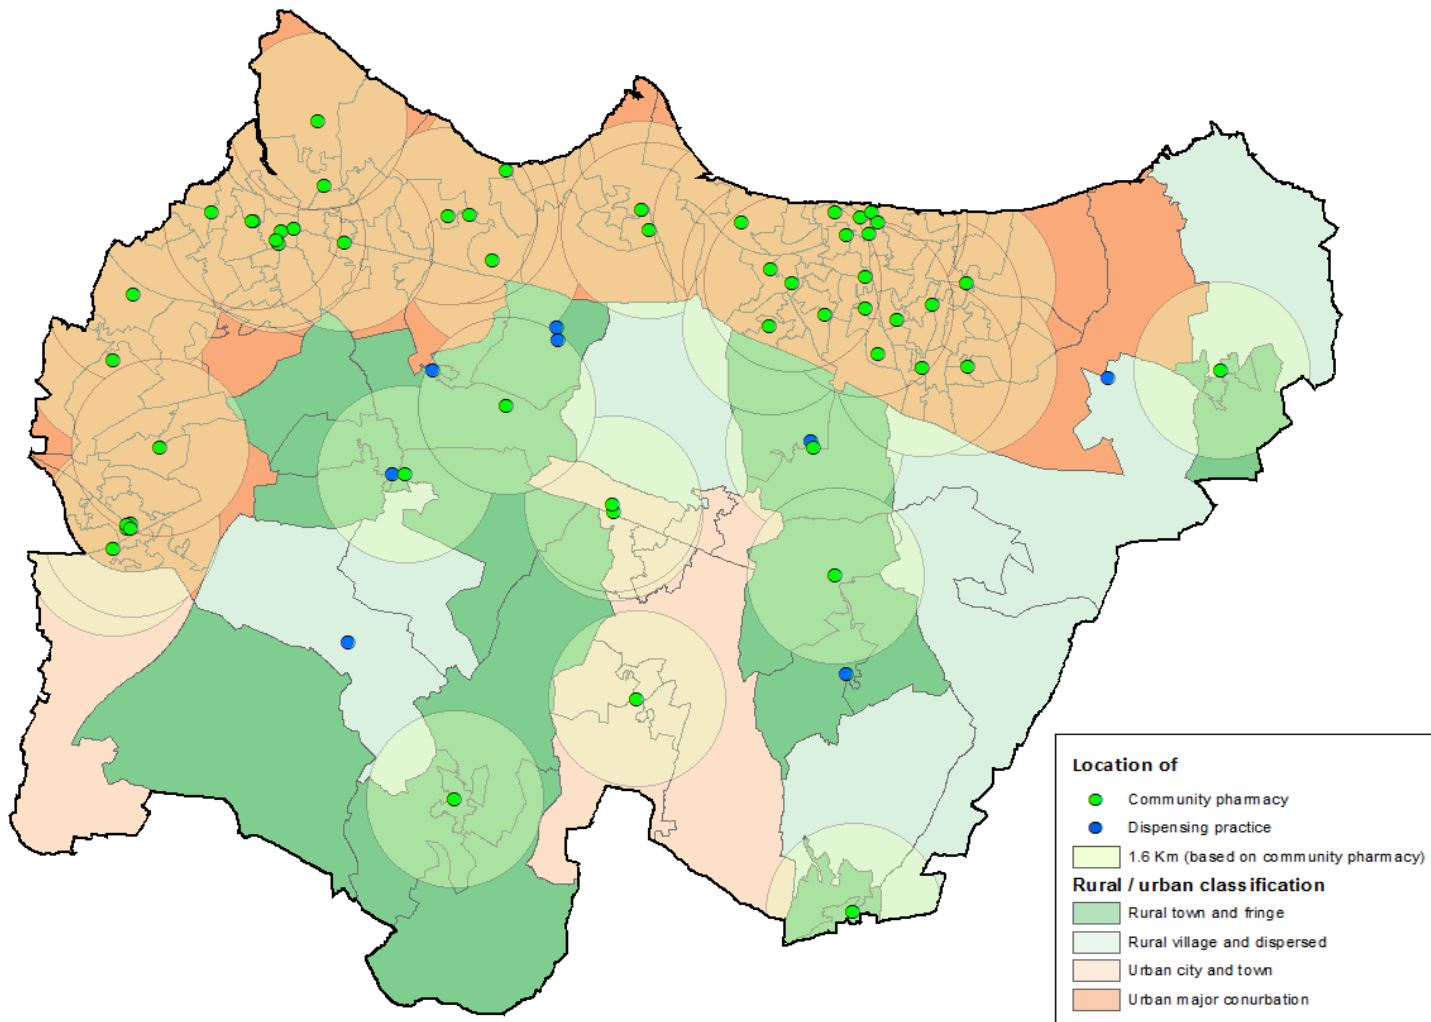 Location of
Community pharmacy
Dispensing practice
1.6 Km (based on community pharmacy)
Rural / urban classification
Rural town and fringe
Rural village and dispersed
Urban city and town
Urban major conurbation